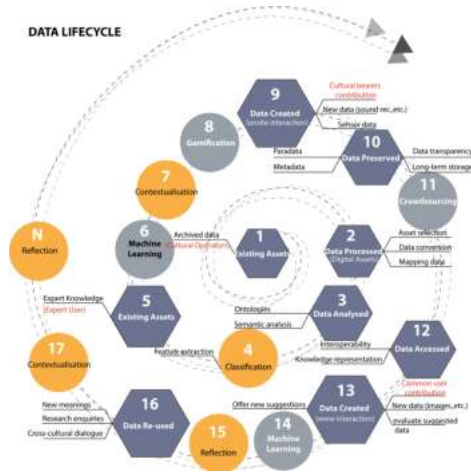 DATA LIFECYCLE
9
Data Created
(onsite interaction)
Cultural bearers
contribution
New data (sound rec.,etc.)
Sensor data
8
Gamification
10
Data Preserved
Paradata
Metadata
Data transparency
Long-term storage
7
Contextualisation
11
Crowdsourcing
N
Reflection
6
Machine
Learning
Archived data
(Cultural Operators)
1
Existing Assets
2
Data Processed
(Digital Assets)
Asset selection
Data conversion
Mapping data
Expert Knowledge
(Expert User)
5
Existing Assets
3
Data Analysed
Ontologies
Semantic analysis
Feature extraction
4
Classification
12
Data Accessed
Interoperability
Knowledge representation
17
Contextualisation
13
Data Created
(www interaction)
Common user
contribution
New data (images,.etc.)
evaluate suggested
data
Offer new suggestions
14
Machine
Learning
15
Reflection
16
Data Re-used
New meanings
Research enquiries
Cross-cultural dialogue